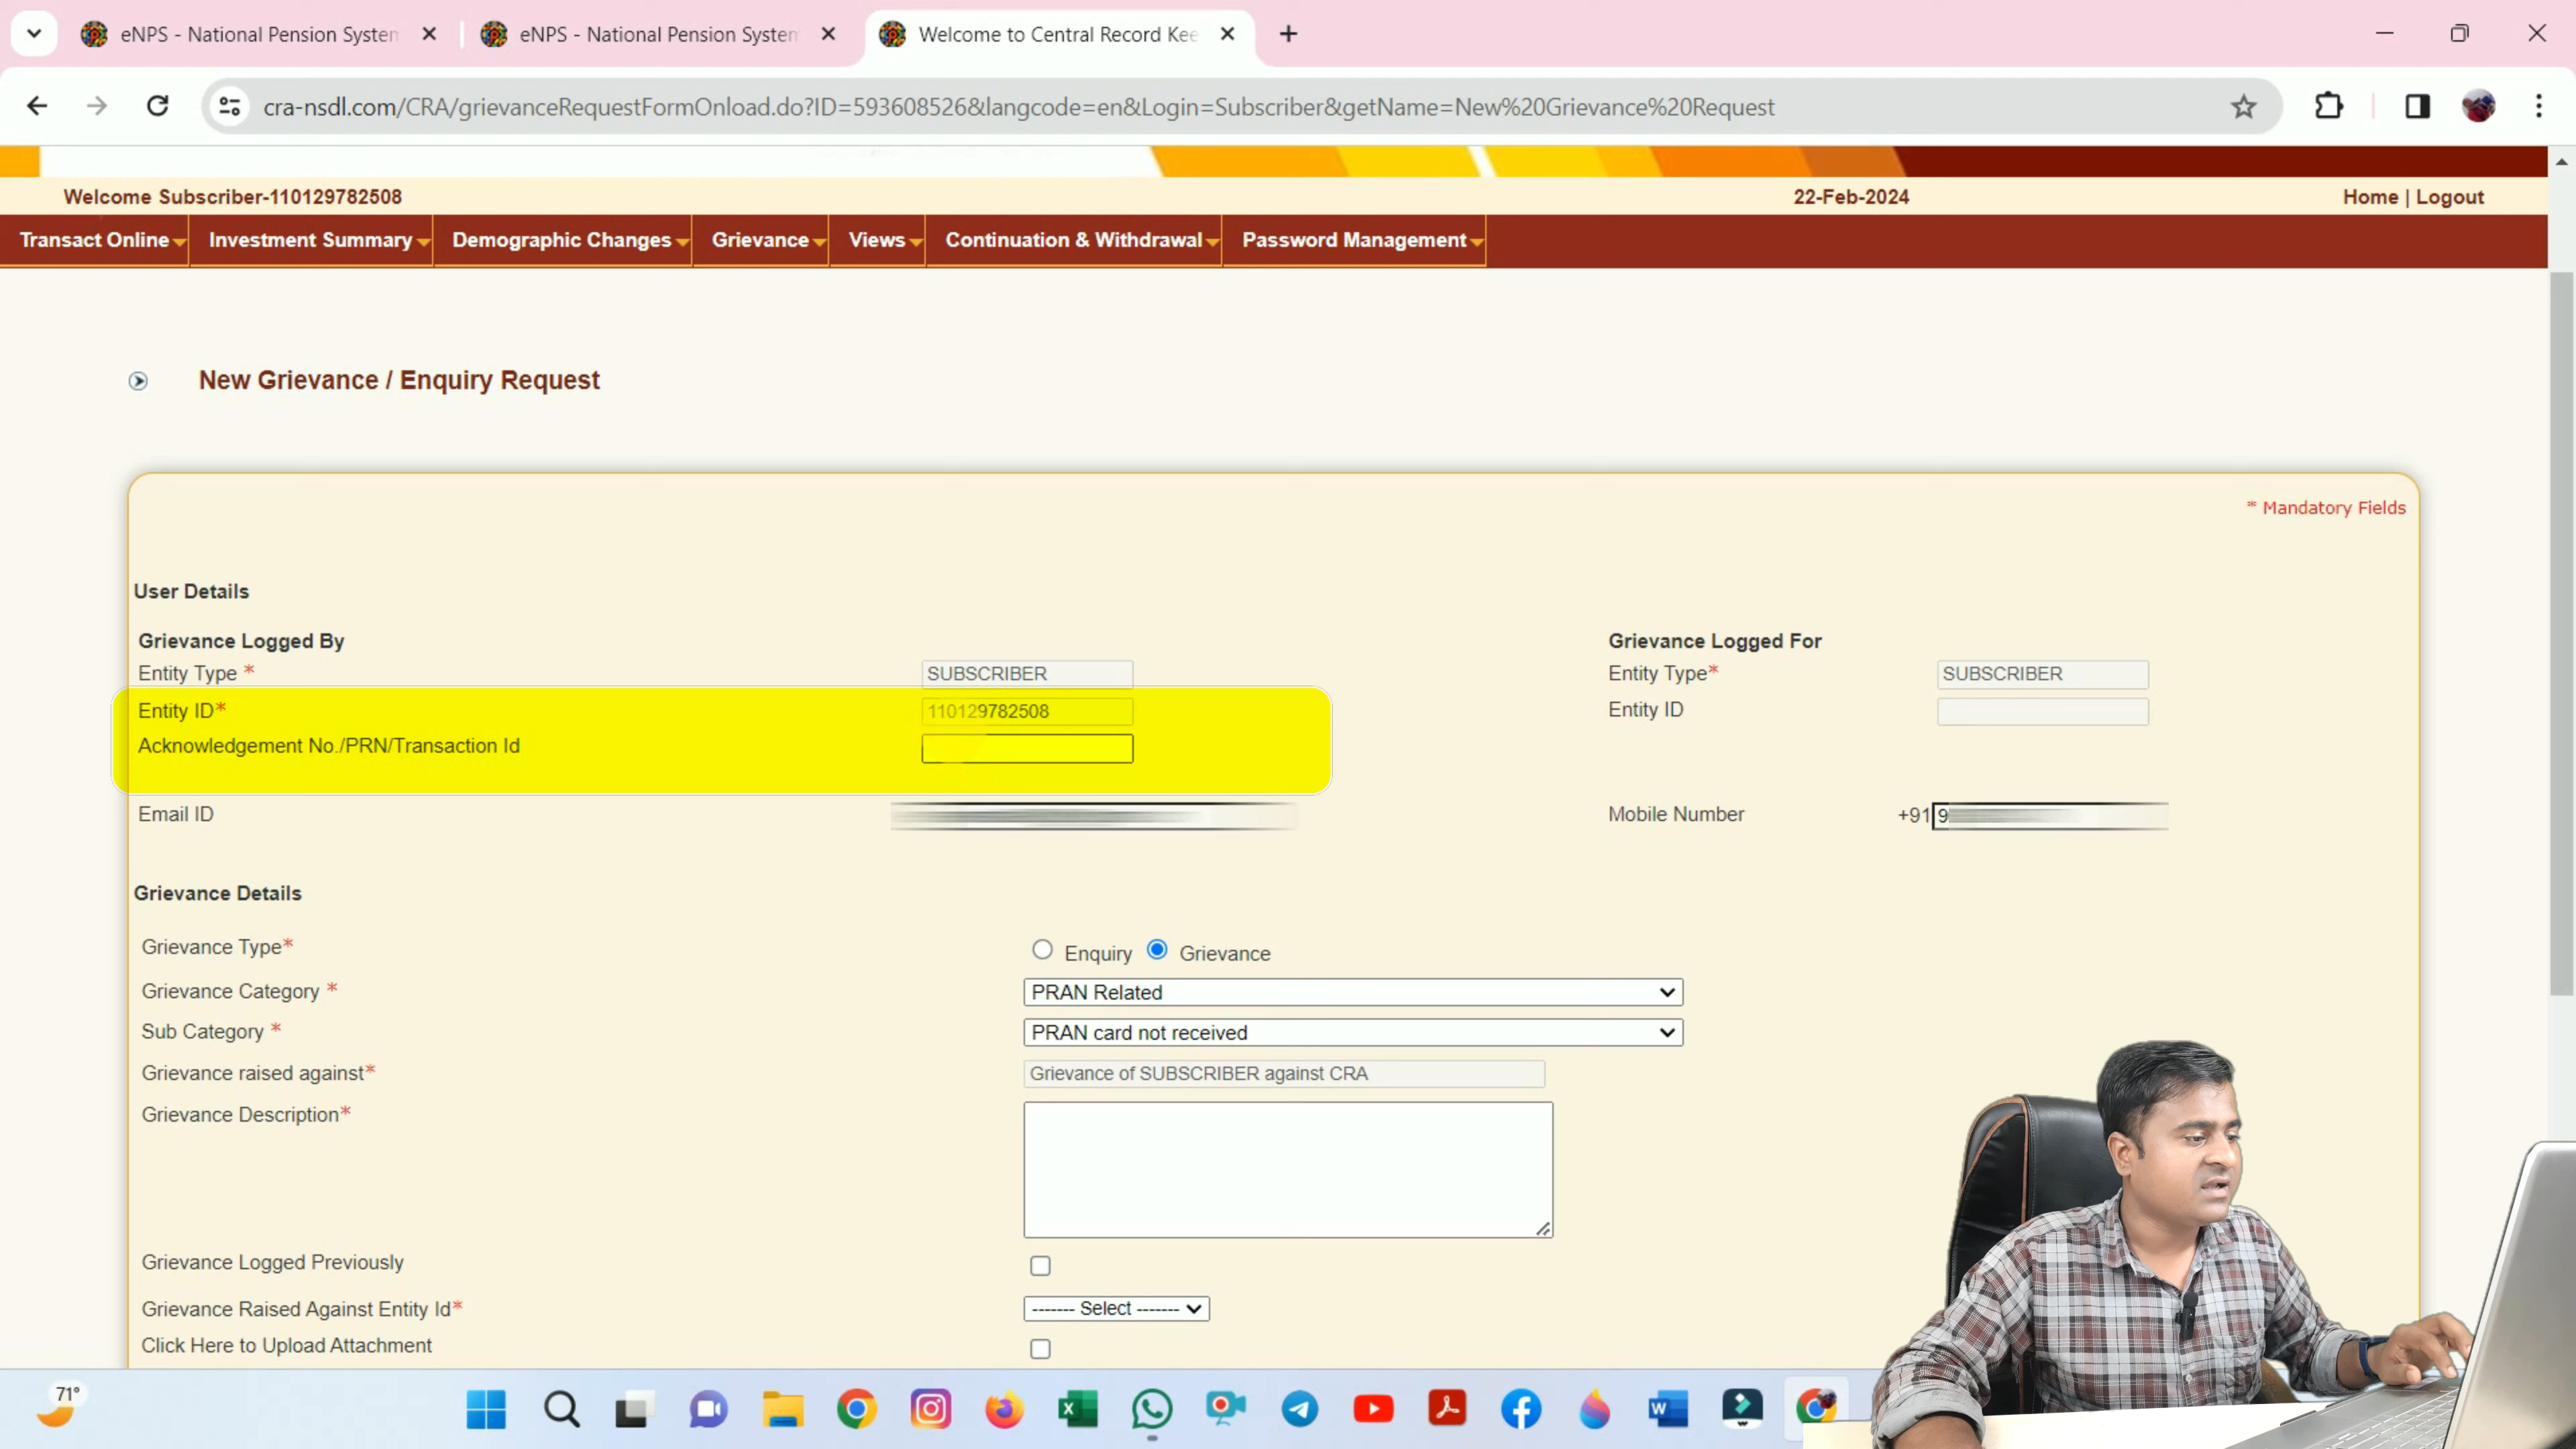 eNPS - National Pension System
eNPS - National Pension System
Welcome to Central Record Kee
cra-nsdl.com/CRA/grievanceRequestFormOnload.do?ID=593608526&langcode=en&Login=Subscriber&getName=New%20Grievance%20Request
Welcome Subscriber-110129782508 22-Feb-2024 Home | Logout
Transact Online Investment Summary Demographic Changes Grievance Views Continuation & Withdrawal Password Management
New Grievance / Enquiry Request
* Mandatory Fields
User Details
Grievance Logged By Grievance Logged For
Entity Type * SUBSCRIBER Entity Type* SUBSCRIBER
Entity ID* 110129782508 Entity ID
Acknowledgement No./PRN/Transaction Id
Email ID Mobile Number +91 9
Grievance Details
Grievance Type* Enquiry Grievance
Grievance Category * PRAN Related
Sub Category * PRAN card not received
Grievance raised against* Grievance of SUBSCRIBER against CRA
Grievance Description*
Grievance Logged Previously
Grievance Raised Against Entity Id* ------- Select -------
Click Here to Upload Attachment
71°